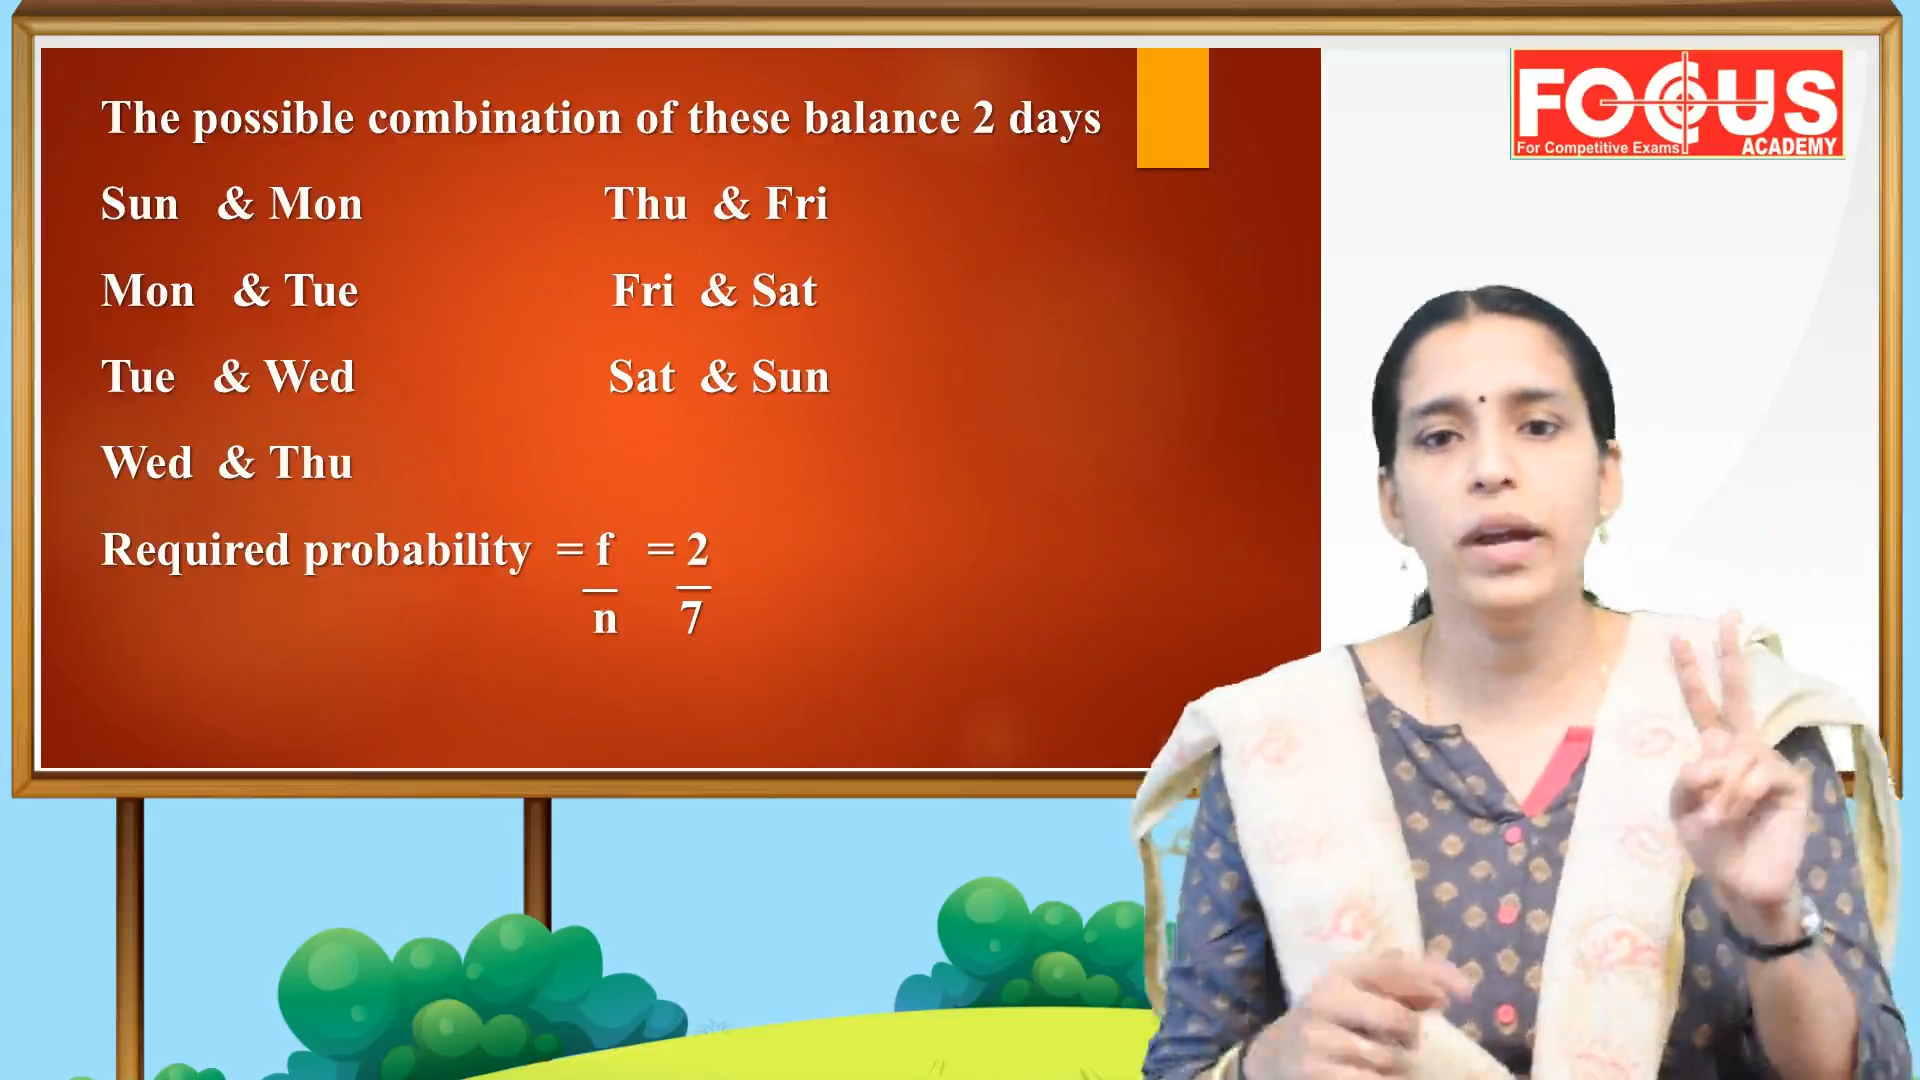 The possible combination of these balance 2 days
Sun & Mon Thu & Fri
Mon & Tue Fri & Sat
Tue & Wed Sat & Sun
Wed & Thu
Required probability = f = 2
n 7
FOCUS
For Competitive Exams ACADEMY